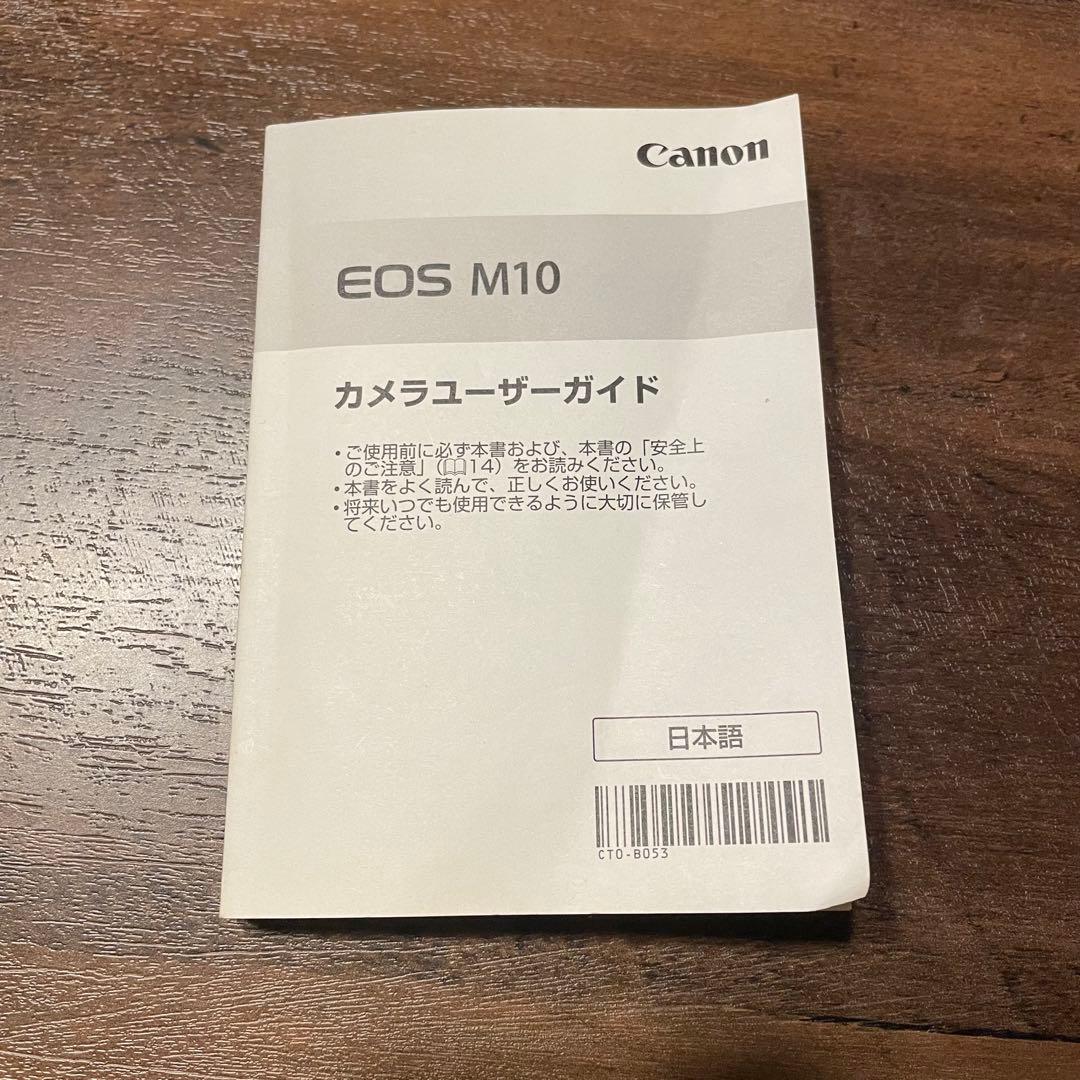 Canon
EOS M10
カメラユーザーガイド
・ご使用前に必ず本書および、本書の「安全上
のご注意」（📖14）をお読みください。
・本書をよく読んで、正しくお使いください。
・将来いつでも使用できるように大切に保管し
てください。
日本語
CT0-B053